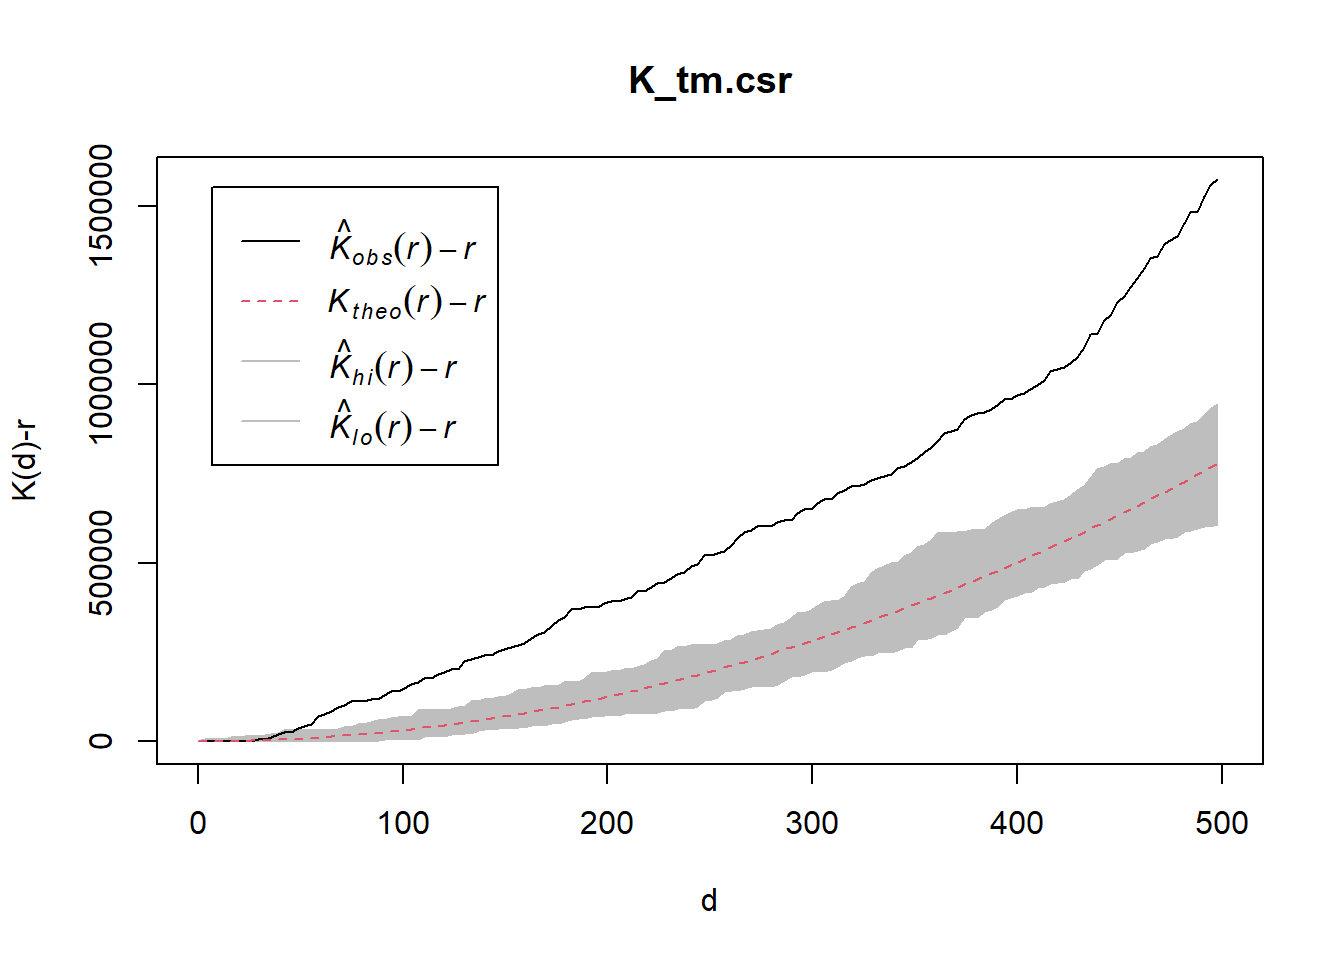 K_tm.csr
K(d)-r
1500000
1000000
500000
0
K̂obs(r) – r
Ktheo(r) – r
K̂hi(r) – r
K̂lo(r) – r
0 100 200 300 400 500
d